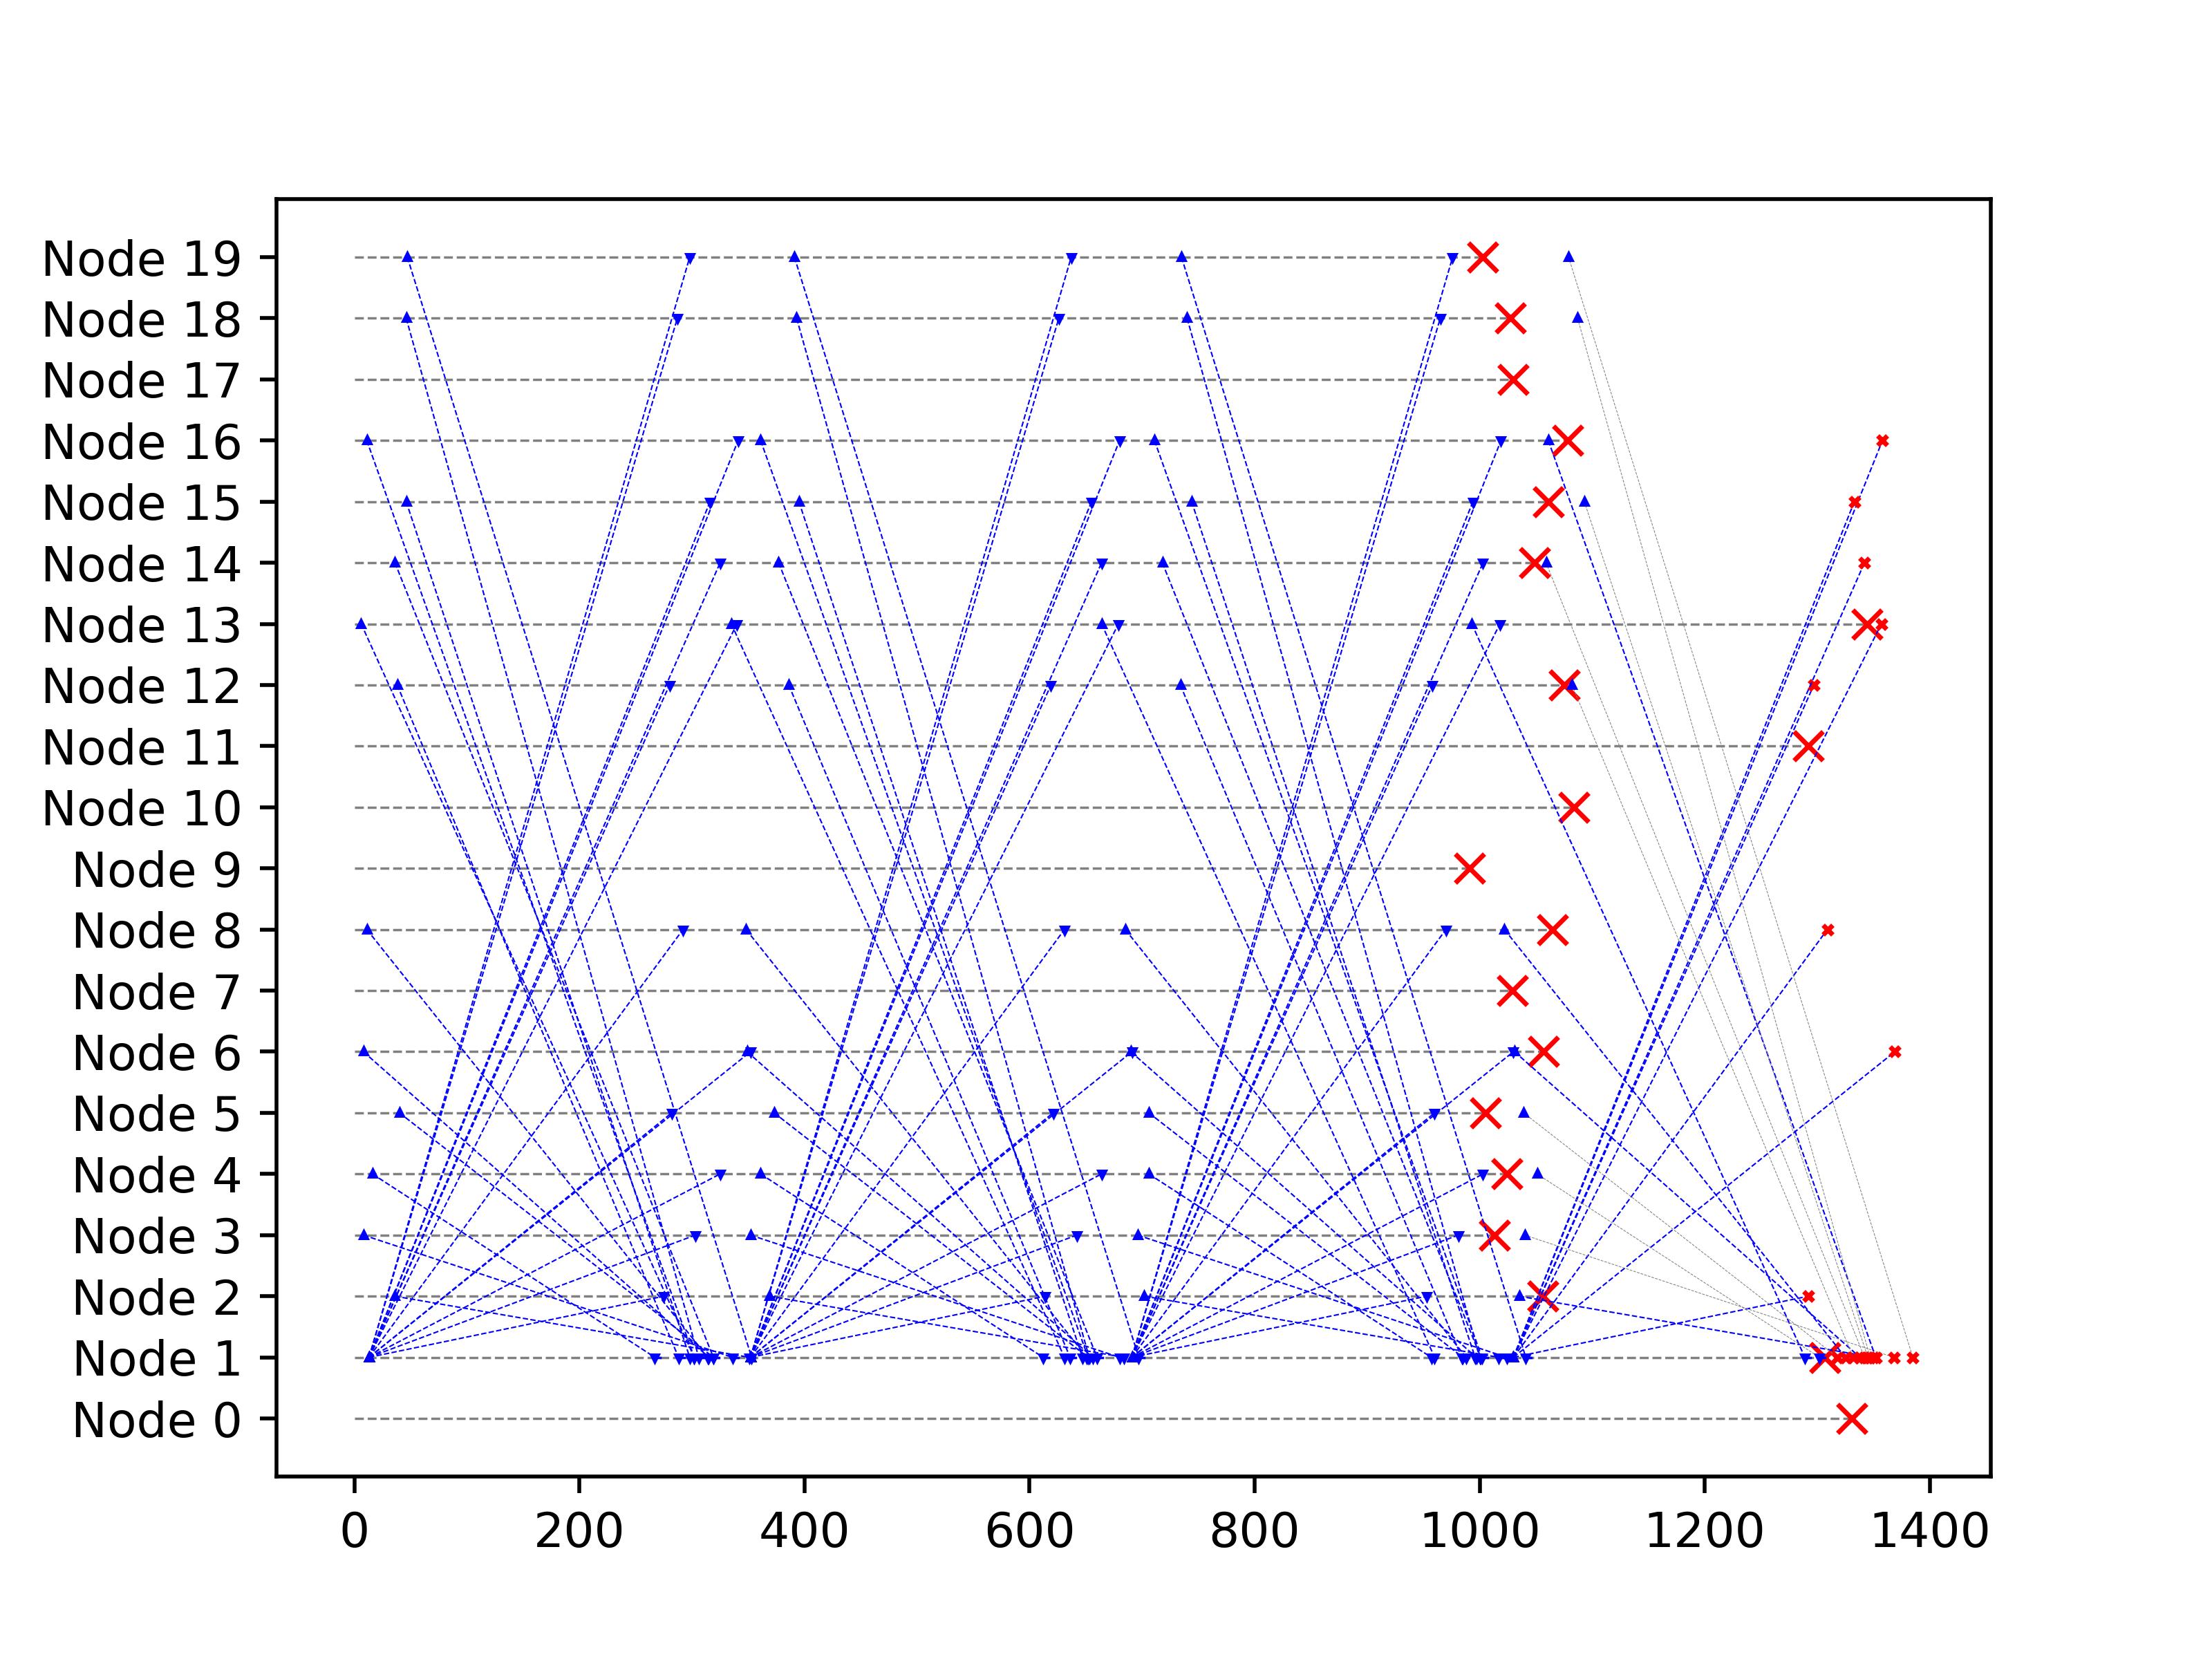 Node 19
Node 18
Node 17
Node 16
Node 15
Node 14
Node 13
Node 12
Node 11
Node 10
Node 9
Node 8
Node 7
Node 6
Node 5
Node 4
Node 3
Node 2
Node 1
Node 0
0 200 400 600 800 1000 1200 1400